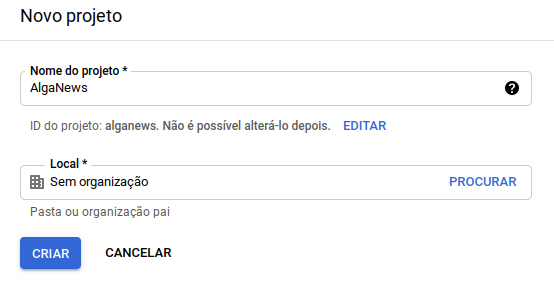 Novo projeto
Nome do projeto *
AlgaNews
ID do projeto: alganews. Não é possível alterá-lo depois. EDITAR
Local *
Sem organização PROCURAR
Pasta ou organização pai
CRIAR CANCELAR